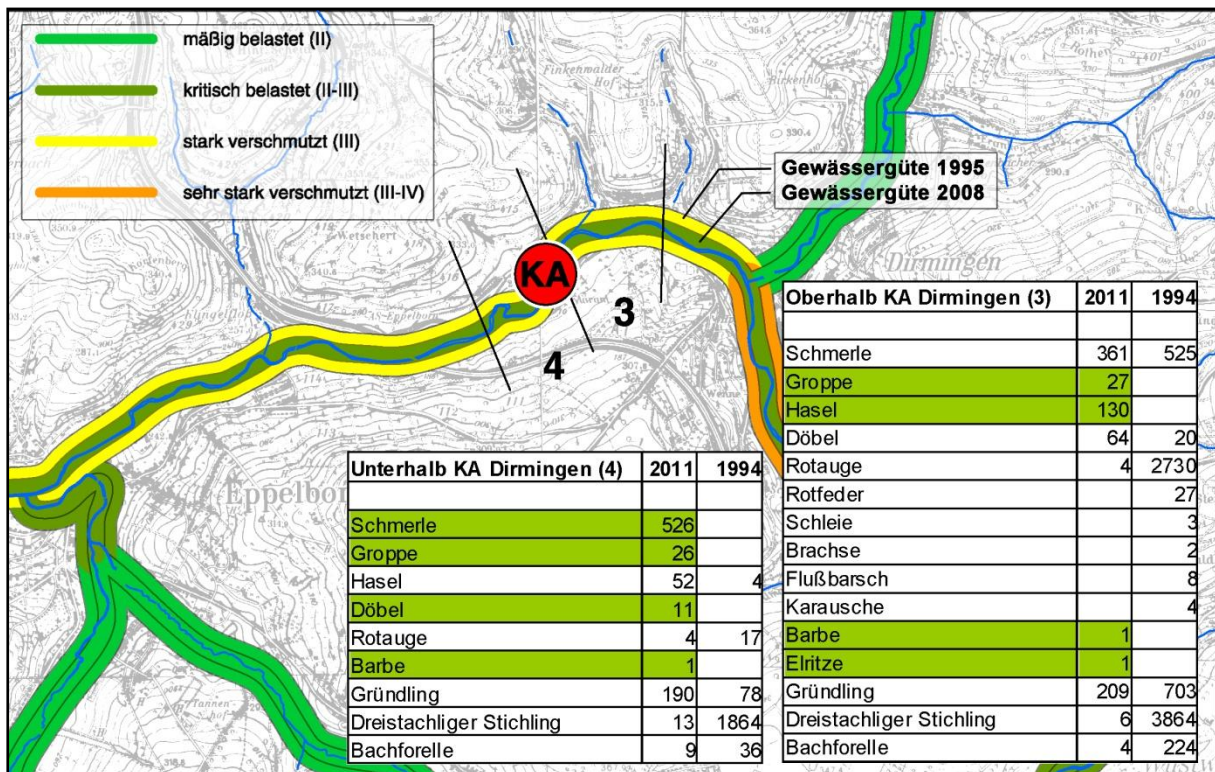 mäßig belastet (II)
kritisch belastet (II-III)
stark verschmutzt (III)
sehr stark verschmutzt (III-IV)
Gewässergüte 1995
Gewässergüte 2008
Finkenwalder
Hof
Birkenhof
330.4
Wetschert
Dirmingen
KA
3
4
Eppelborn
Oberhalb KA Dirmingen (3) 2011 1994
Schmerle 361 525
Groppe 27
Hasel 130
Döbel 64 20
Rotauge 4 2730
Rotfeder 27
Schleie 3
Brachse 2
Flußbarsch 8
Karausche 4
Barbe 1
Elritze 1
Gründling 209 703
Dreistachliger Stichling 6 3864
Bachforelle 4 224
Unterhalb KA Dirmingen (4) 2011 1994
Schmerle 526
Groppe 26
Hasel 52 4
Döbel 11
Rotauge 4 17
Barbe 1
Gründling 190 78
Dreistachliger Stichling 13 1864
Bachforelle 9 36